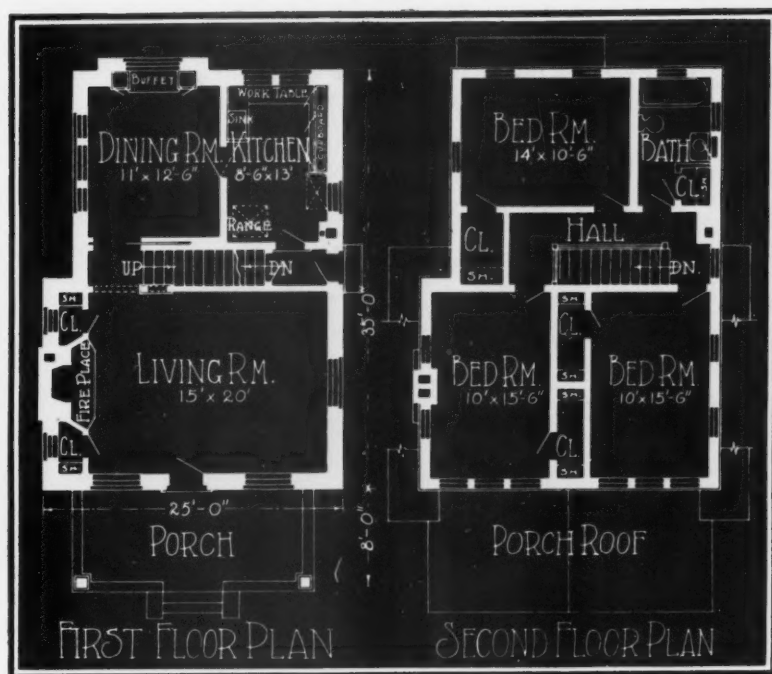 BUFFET
WORK TABLE
SINK
CUPBOARD
DINING RM.
11' x 12'-6"
KITCHEN
8'-6" x 13'
RANGE
UP
DN
SH.
CL.
FIRE PLACE
LIVING RM.
15' x 20'
CL.
SH.
35'-0"
25'-0"
8'-0"
PORCH
FIRST FLOOR PLAN
BED RM.
14' x 10'-6"
BATH
CL.
SH.
CL.
SH.
HALL
DN.
SH.
CL.
SH.
BED RM.
10' x 15'-6"
BED RM.
10' x 15'-6"
CL.
SH.
PORCH ROOF
SECOND FLOOR PLAN